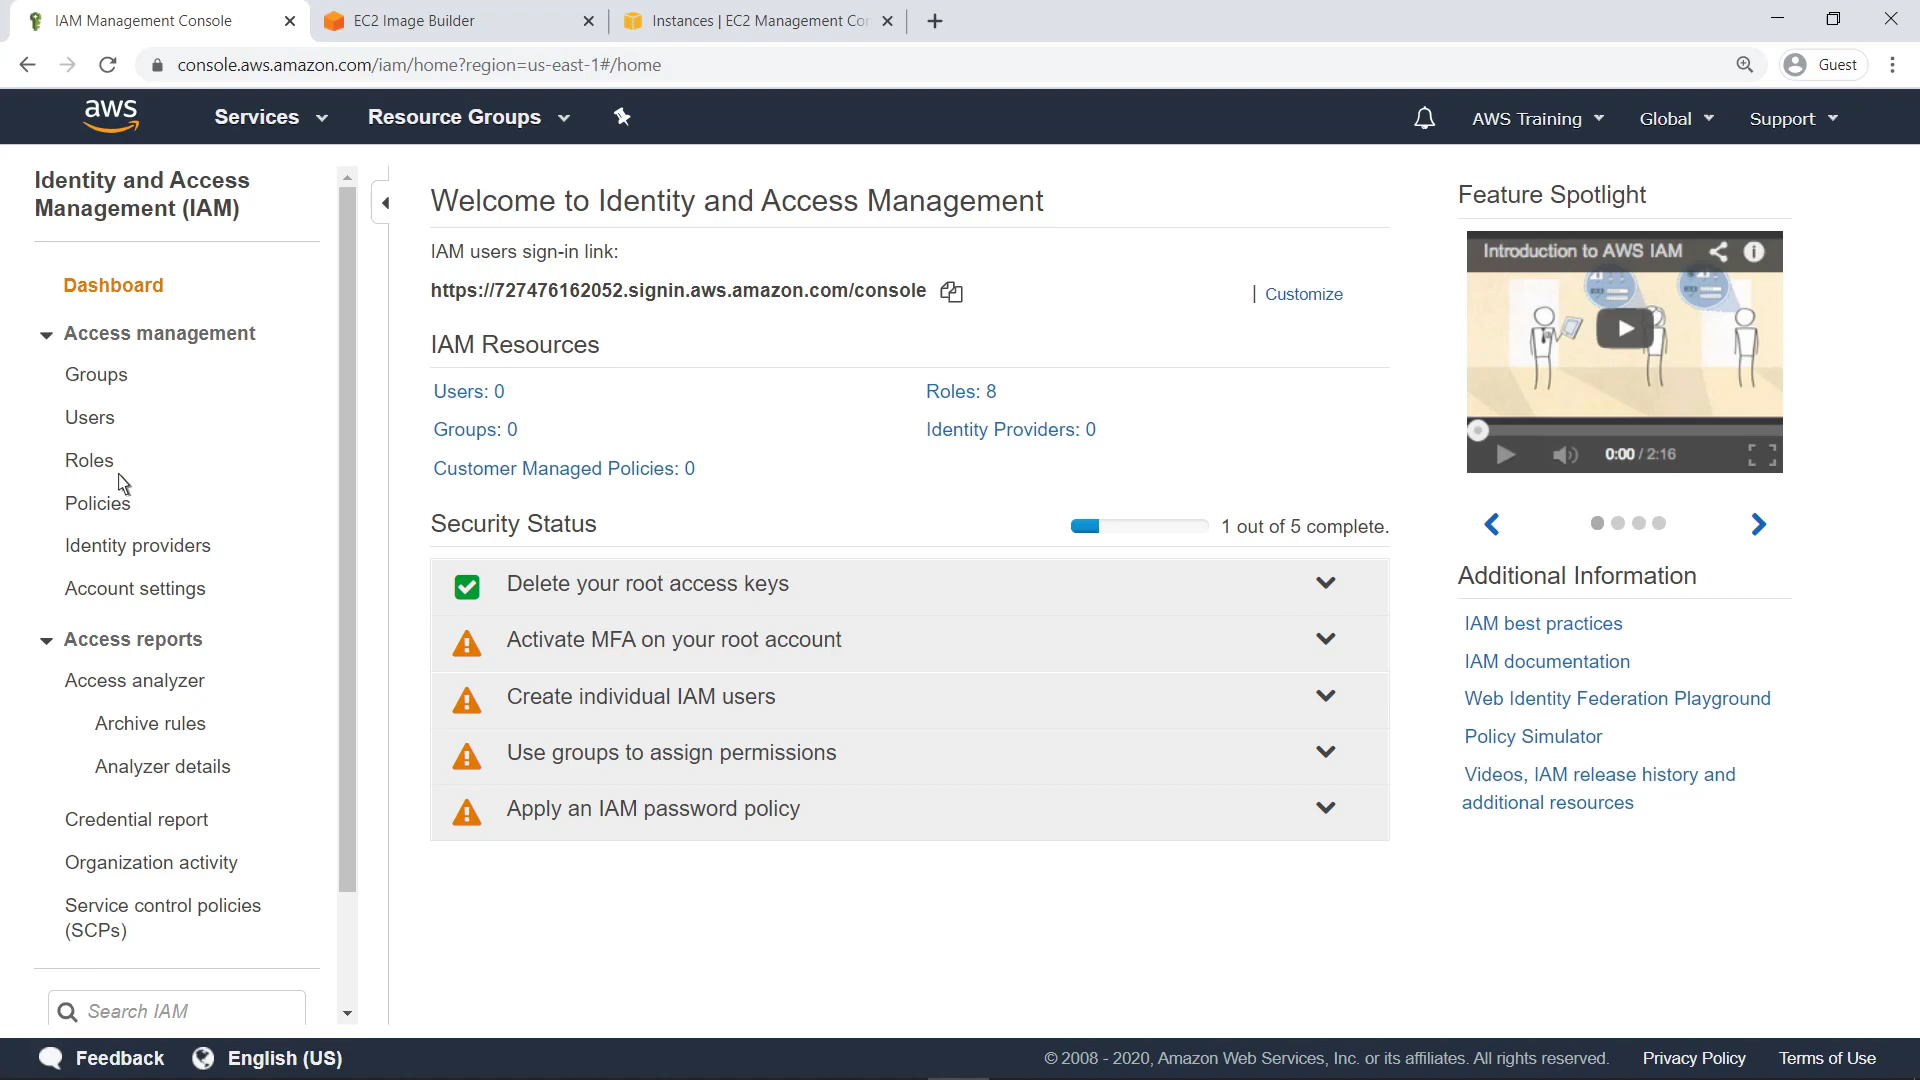 IAM Management Console
EC2 Image Builder
Instances | EC2 Management Co
console.aws.amazon.com/iam/home?region=us-east-1#/home
Guest
aws
Services
Resource Groups
AWS Training
Global
Support
Identity and Access
Management (IAM)
Dashboard
Access management
Groups
Users
Roles
Policies
Identity providers
Account settings
Access reports
Access analyzer
Archive rules
Analyzer details
Credential report
Organization activity
Service control policies
(SCPs)
Search IAM
Welcome to Identity and Access Management
IAM users sign-in link:
https://727476162052.signin.aws.amazon.com/console
| Customize
IAM Resources
Users: 0
Roles: 8
Groups: 0
Identity Providers: 0
Customer Managed Policies: 0
Security Status
1 out of 5 complete.
Delete your root access keys
Activate MFA on your root account
Create individual IAM users
Use groups to assign permissions
Apply an IAM password policy
Feature Spotlight
Introduction to AWS IAM
0:00 / 2:16
Additional Information
IAM best practices
IAM documentation
Web Identity Federation Playground
Policy Simulator
Videos, IAM release history and
additional resources
Feedback
English (US)
© 2008 - 2020, Amazon Web Services, Inc. or its affiliates. All rights reserved.
Privacy Policy
Terms of Use